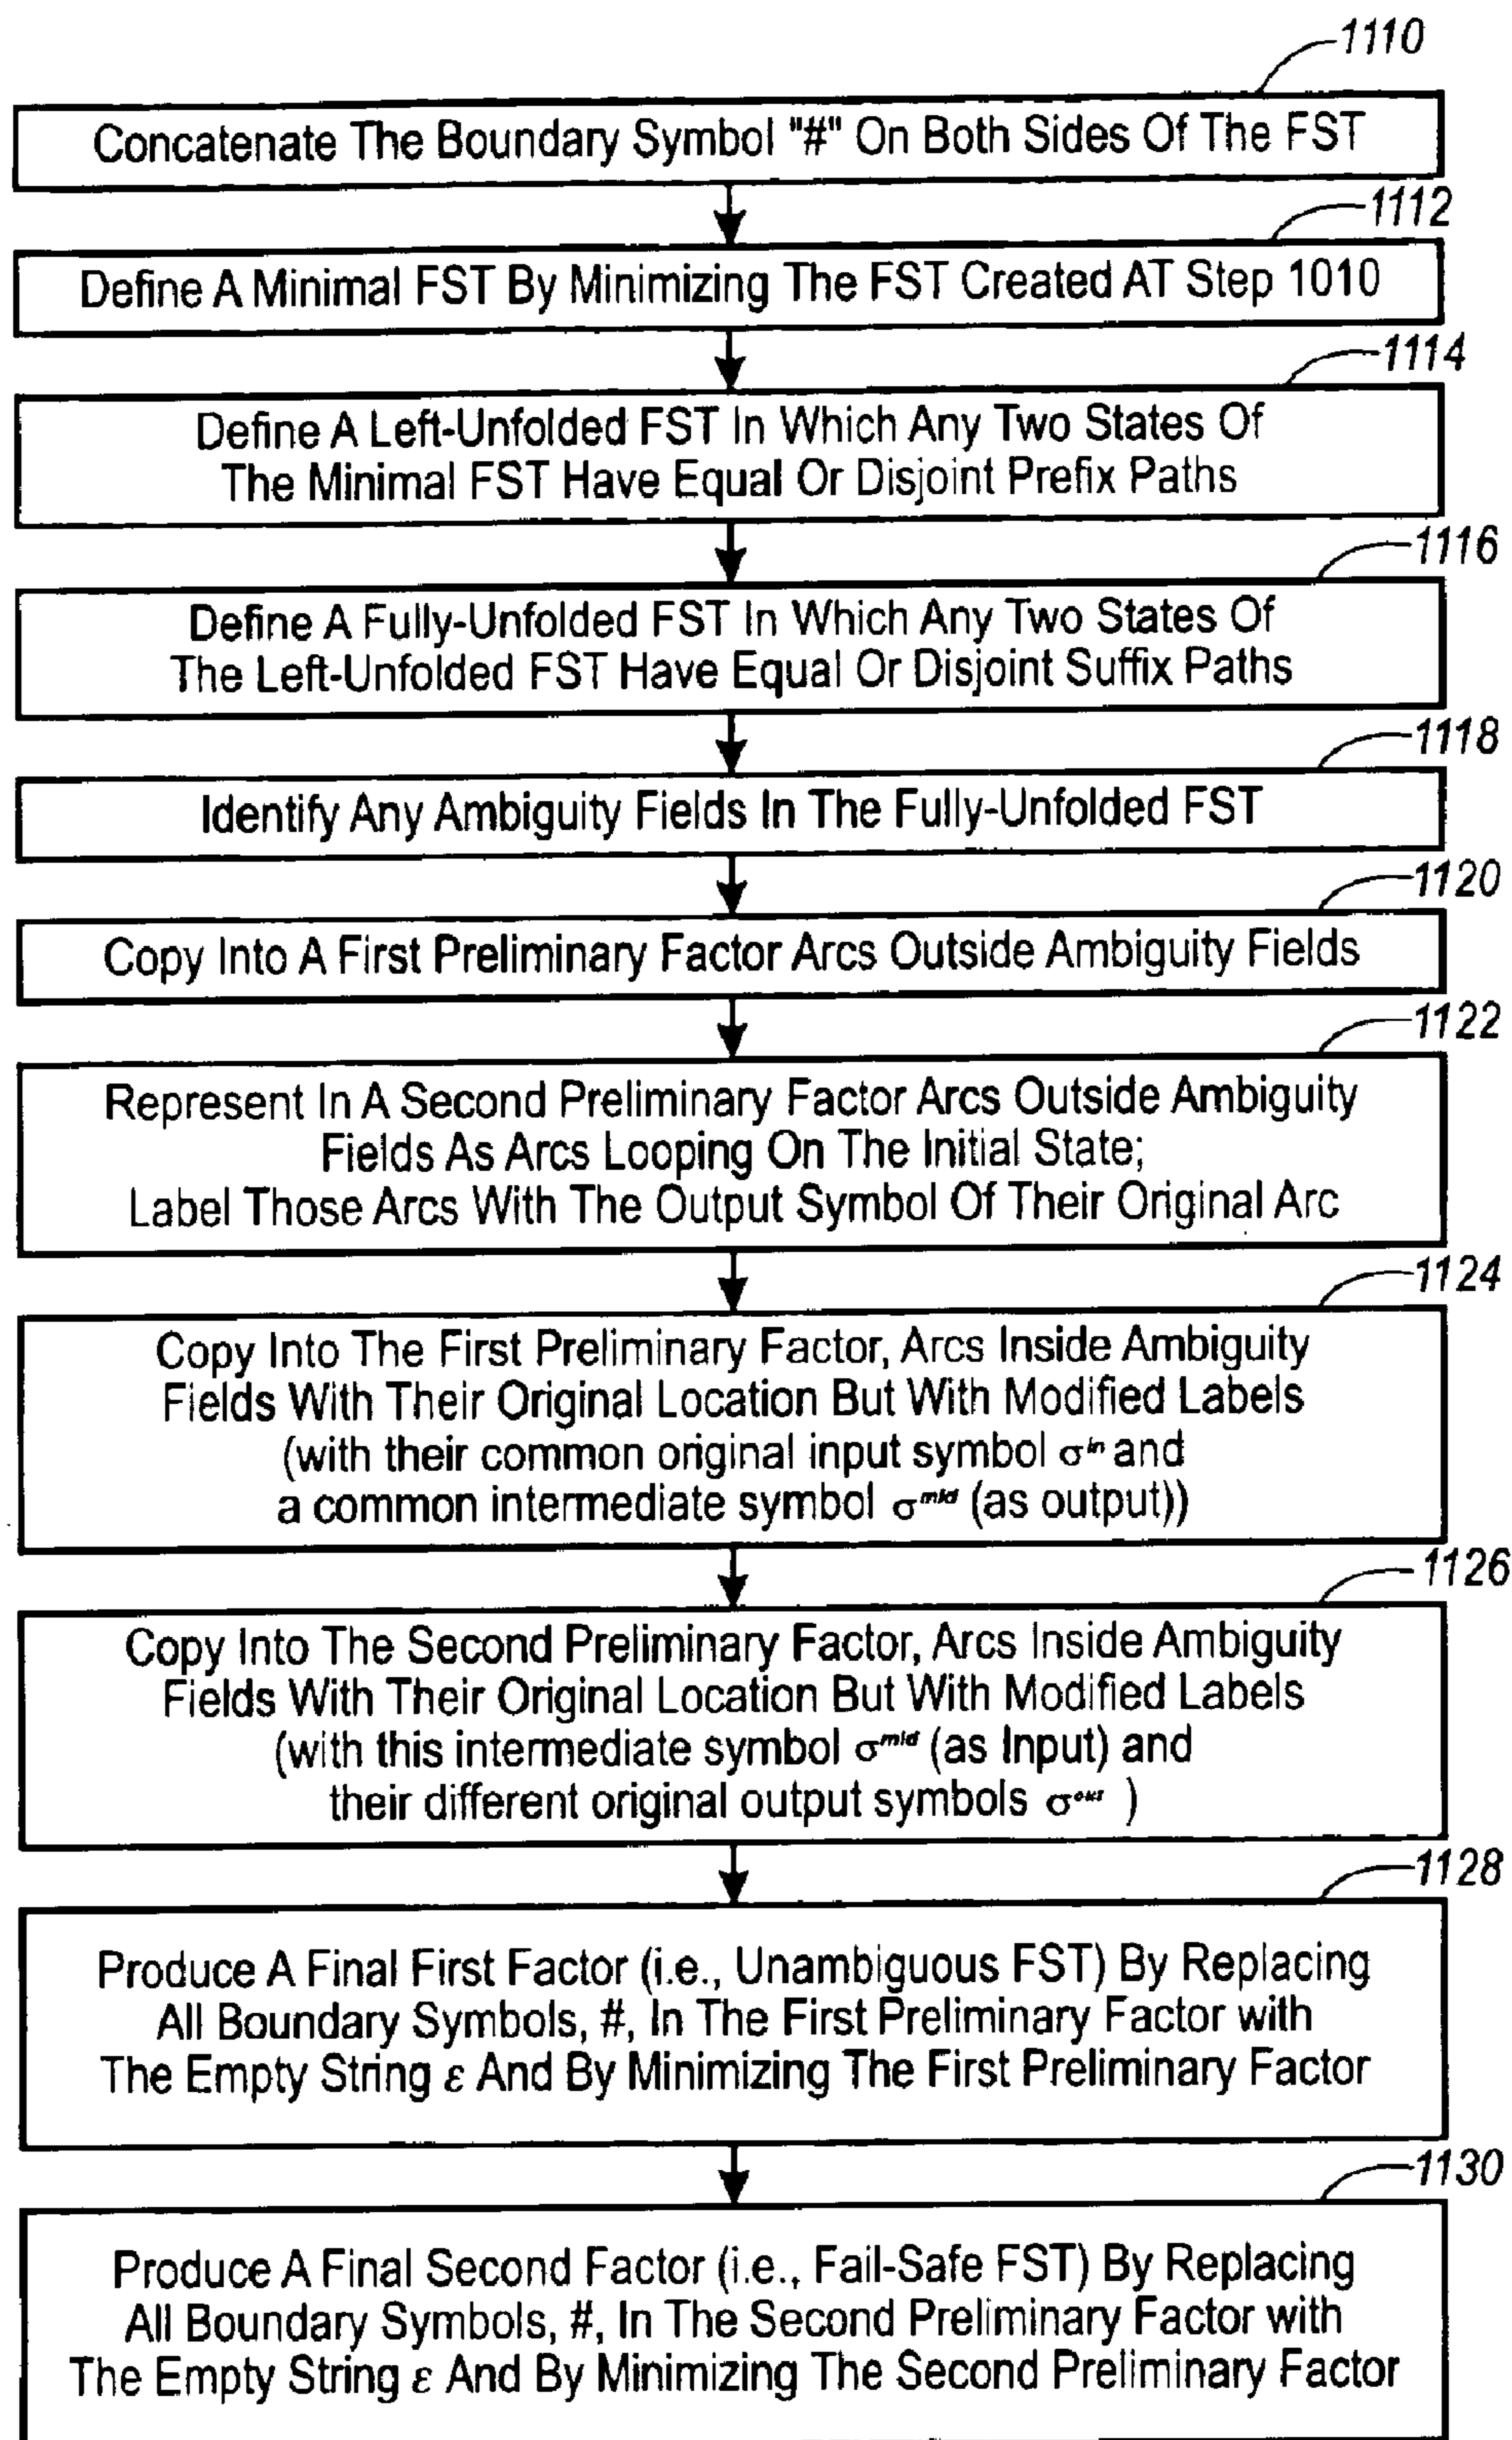 1110
Concatenate The Boundary Symbol "#" On Both Sides Of The FST
1112
Define A Minimal FST By Minimizing The FST Created AT Step 1010
1114
Define A Left-Unfolded FST In Which Any Two States Of
The Minimal FST Have Equal Or Disjoint Prefix Paths
1116
Define A Fully-Unfolded FST In Which Any Two States Of
The Left-Unfolded FST Have Equal Or Disjoint Suffix Paths
1118
Identify Any Ambiguity Fields In The Fully-Unfolded FST
1120
Copy Into A First Preliminary Factor Arcs Outside Ambiguity Fields
1122
Represent In A Second Preliminary Factor Arcs Outside Ambiguity
Fields As Arcs Looping On The Initial State;
Label Those Arcs With The Output Symbol Of Their Original Arc
1124
Copy Into The First Preliminary Factor, Arcs Inside Ambiguity
Fields With Their Original Location But With Modified Labels
(with their common original input symbol σ^in and
a common intermediate symbol σ^mid (as output))
1126
Copy Into The Second Preliminary Factor, Arcs Inside Ambiguity
Fields With Their Original Location But With Modified Labels
(with this intermediate symbol σ^mid (as Input) and
their different original output symbols σ^out )
1128
Produce A Final First Factor (i.e., Unambiguous FST) By Replacing
All Boundary Symbols, #, In The First Preliminary Factor with
The Empty String ε And By Minimizing The First Preliminary Factor
1130
Produce A Final Second Factor (i.e., Fail-Safe FST) By Replacing
All Boundary Symbols, #, In The Second Preliminary Factor with
The Empty String ε And By Minimizing The Second Preliminary Factor